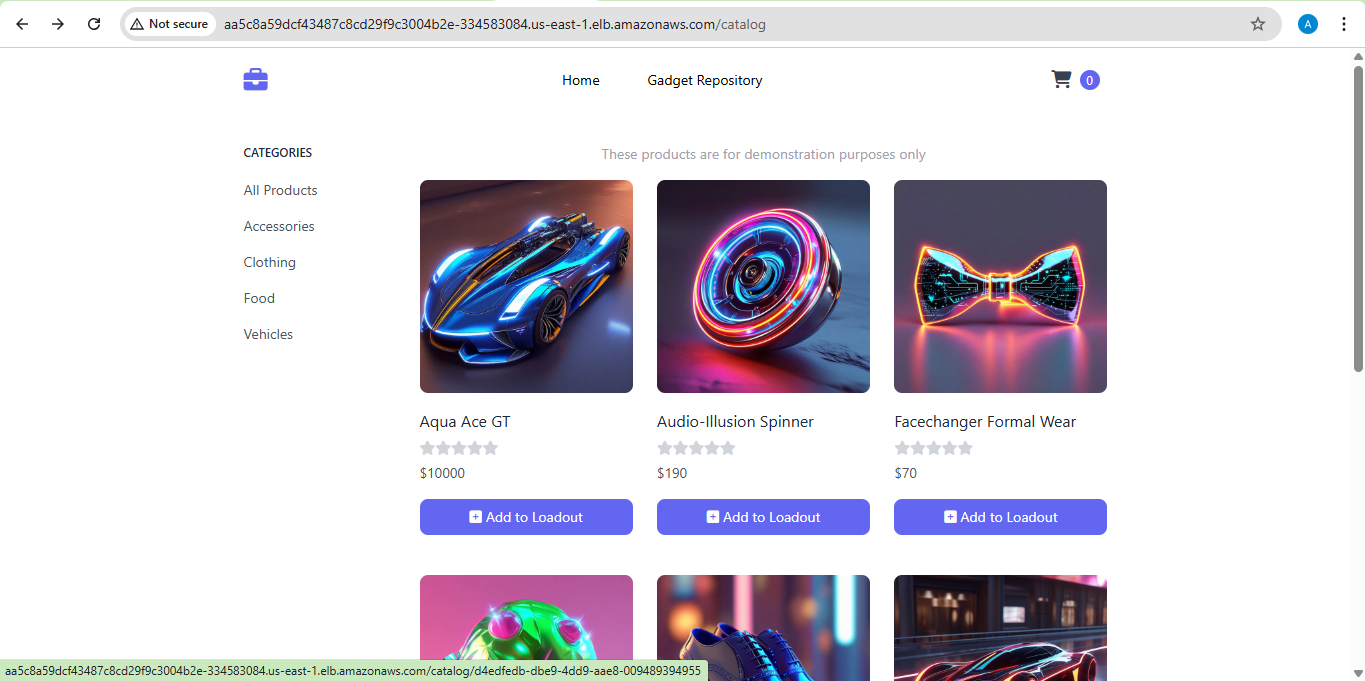 Not secure
aa5c8a59dcf43487c8cd29f9c3004b2e-334583084.us-east-1.elb.amazonaws.com/catalog
A
Home
Gadget Repository
0
CATEGORIES
All Products
Accessories
Clothing
Food
Vehicles
These products are for demonstration purposes only
Aqua Ace GT
$10000
Add to Loadout
Audio-Illusion Spinner
$190
Add to Loadout
Facechanger Formal Wear
$70
Add to Loadout
aa5c8a59dcf43487c8cd29f9c3004b2e-334583084.us-east-1.elb.amazonaws.com/catalog/d4edfedb-dbe9-4dd9-aae8-009489394955